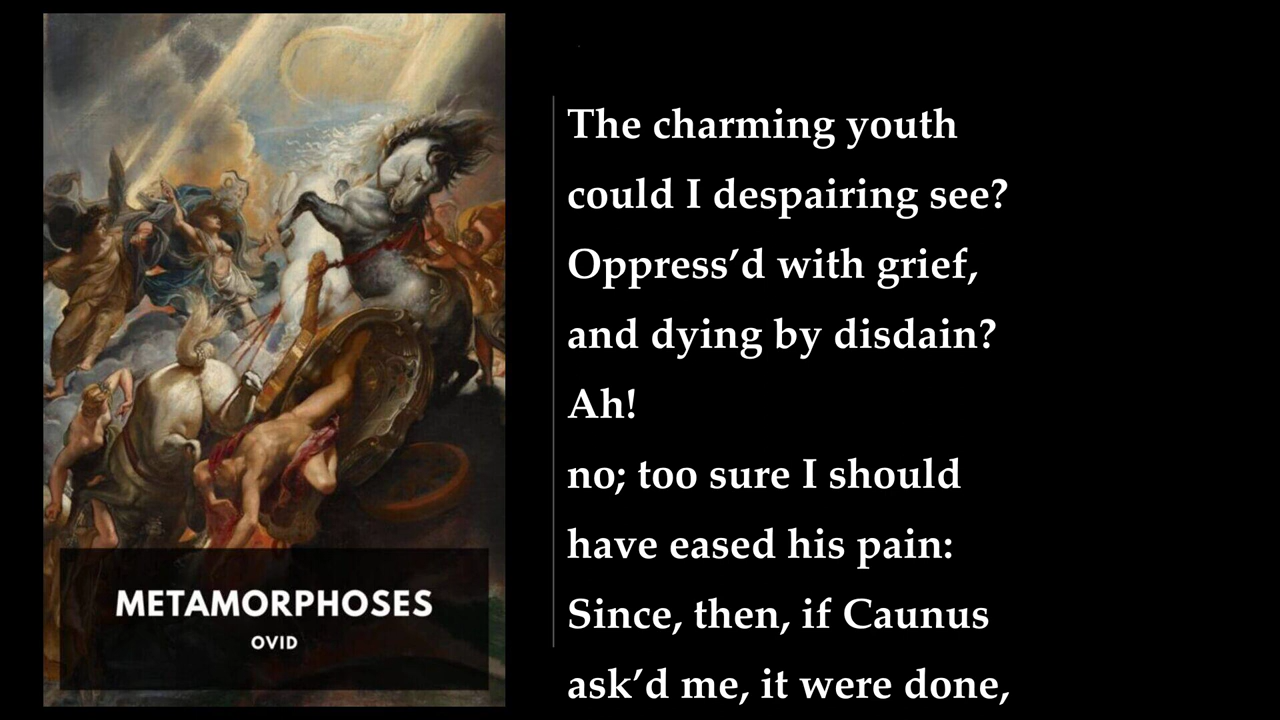 METAMORPHOSES
OVID
The charming youth
could I despairing see?
Oppress’d with grief,
and dying by disdain?
Ah!
no; too sure I should
have eased his pain:
Since, then, if Caunus
ask’d me, it were done,